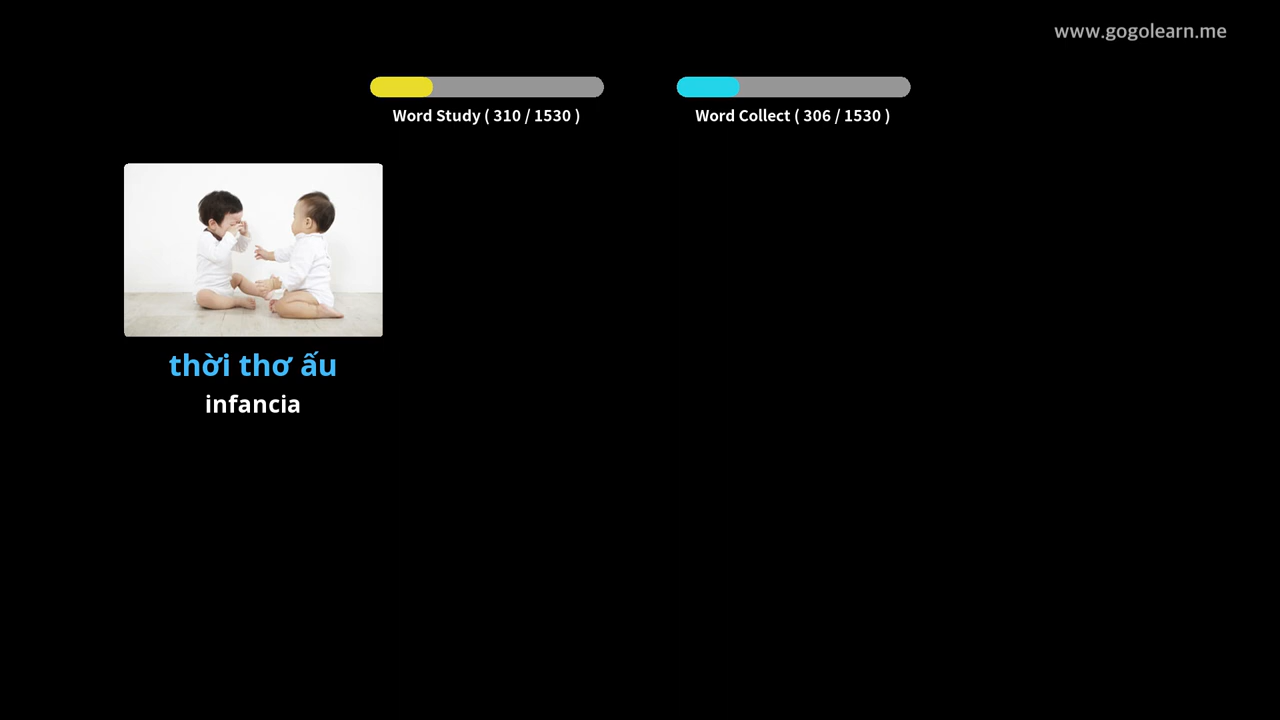 www.gogolearn.me
Word Study ( 310 / 1530 )
Word Collect ( 306 / 1530 )
thời thơ ấu
infancia